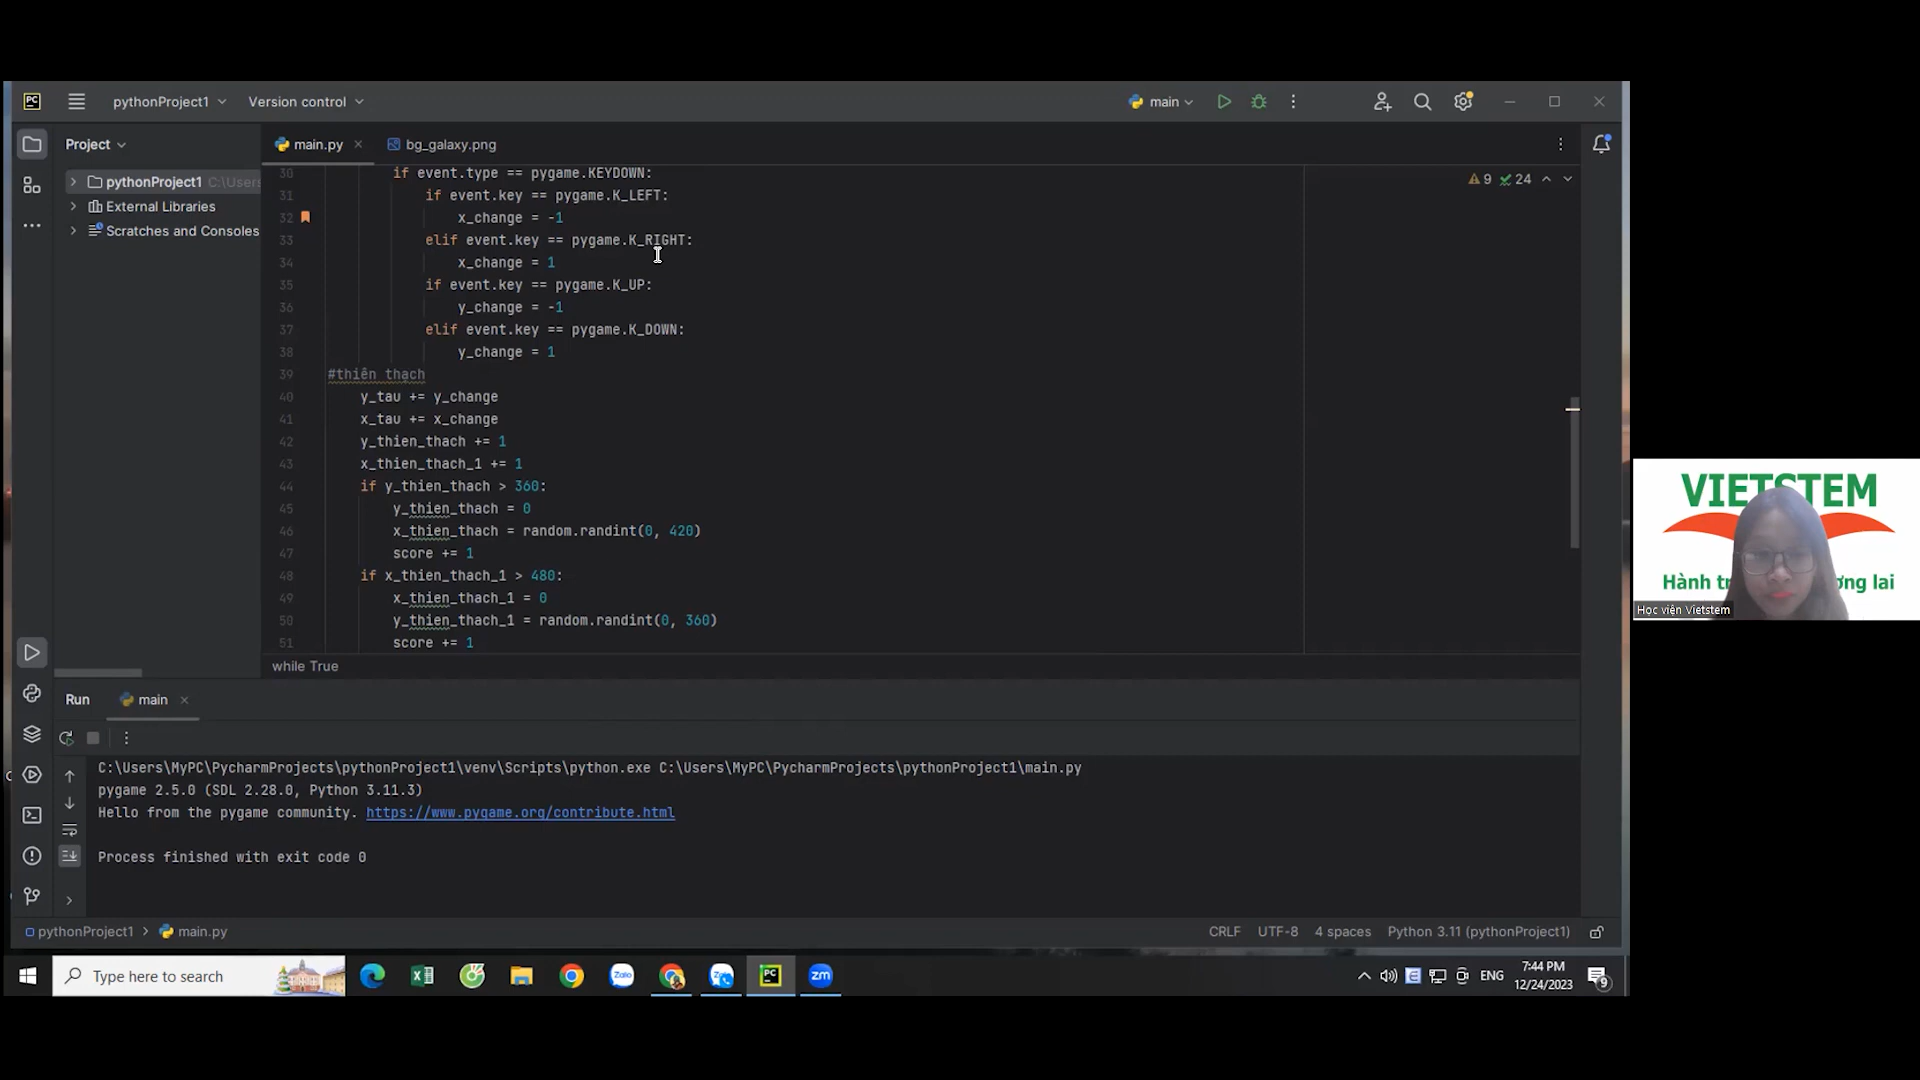 PC
pythonProject1
Version control
main
Project
main.py
bg_galaxy.png
pythonProject1 C:\Users
External Libraries
Scratches and Consoles
9 24
30 if event.type == pygame.KEYDOWN:
31 if event.key == pygame.K_LEFT:
32 x_change = -1
33 elif event.key == pygame.K_RIGHT:
34 x_change = 1
35 if event.key == pygame.K_UP:
36 y_change = -1
37 elif event.key == pygame.K_DOWN:
38 y_change = 1
39 #thiên thạch
40 y_tau += y_change
41 x_tau += x_change
42 y_thien_thach += 1
43 x_thien_thach_1 += 1
44 if y_thien_thach > 360:
45 y_thien_thach = 0
46 x_thien_thach = random.randint(0, 420)
47 score += 1
48 if x_thien_thach_1 > 480:
49 x_thien_thach_1 = 0
50 y_thien_thach_1 = random.randint(0, 360)
51 score += 1
while True
Run
main
C:\Users\MyPC\PycharmProjects\pythonProject1\venv\Scripts\python.exe C:\Users\MyPC\PycharmProjects\pythonProject1\main.py
pygame 2.5.0 (SDL 2.28.0, Python 3.11.3)
Hello from the pygame community. https://www.pygame.org/contribute.html
Process finished with exit code 0
pythonProject1
main.py
CRLF
UTF-8
4 spaces
Python 3.11 (pythonProject1)
Type here to search
Zalo
PC
zm
ENG
7:44 PM
12/24/2023
9
VIETSTEM
Hành
lai
Học viện Vietstem